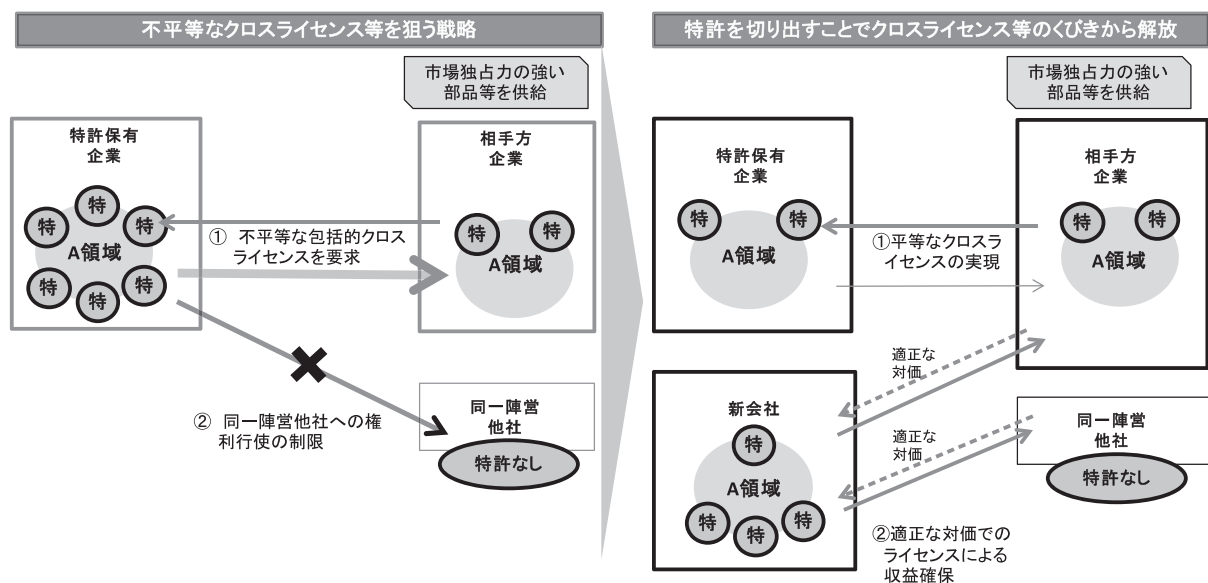 不平等なクロスライセンス等を狙う戦略
市場独占力の強い
部品等を供給
特許保有
企業
相手方
企業
特
特
特
特
特
特
A領域
特
特
A領域
① 不平等な包括的クロス
ライセンスを要求
② 同一陣営他社への権
利行使の制限
同一陣営
他社
特許なし
特許を切り出すことでクロスライセンス等のくびきから解放
市場独占力の強い
部品等を供給
特許保有
企業
相手方
企業
特
特
A領域
特
特
A領域
①平等なクロスラ
イセンスの実現
適正な
対価
新会社
特
A領域
特
特
特
適正な
対価
同一陣営
他社
特許なし
②適正な対価での
ライセンスによる
収益確保